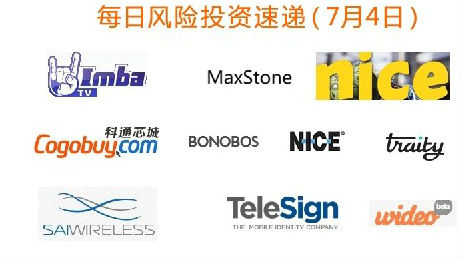 每日风险投资速递（7月4日）
Imba
TV
MaxStone
nice
科通芯城
Cogobuy.com
BONOBOS
NICE®
traity
SAIWIRELESS
TeleSign
THE MOBILE IDENTITY COMPANY
wideo
beta